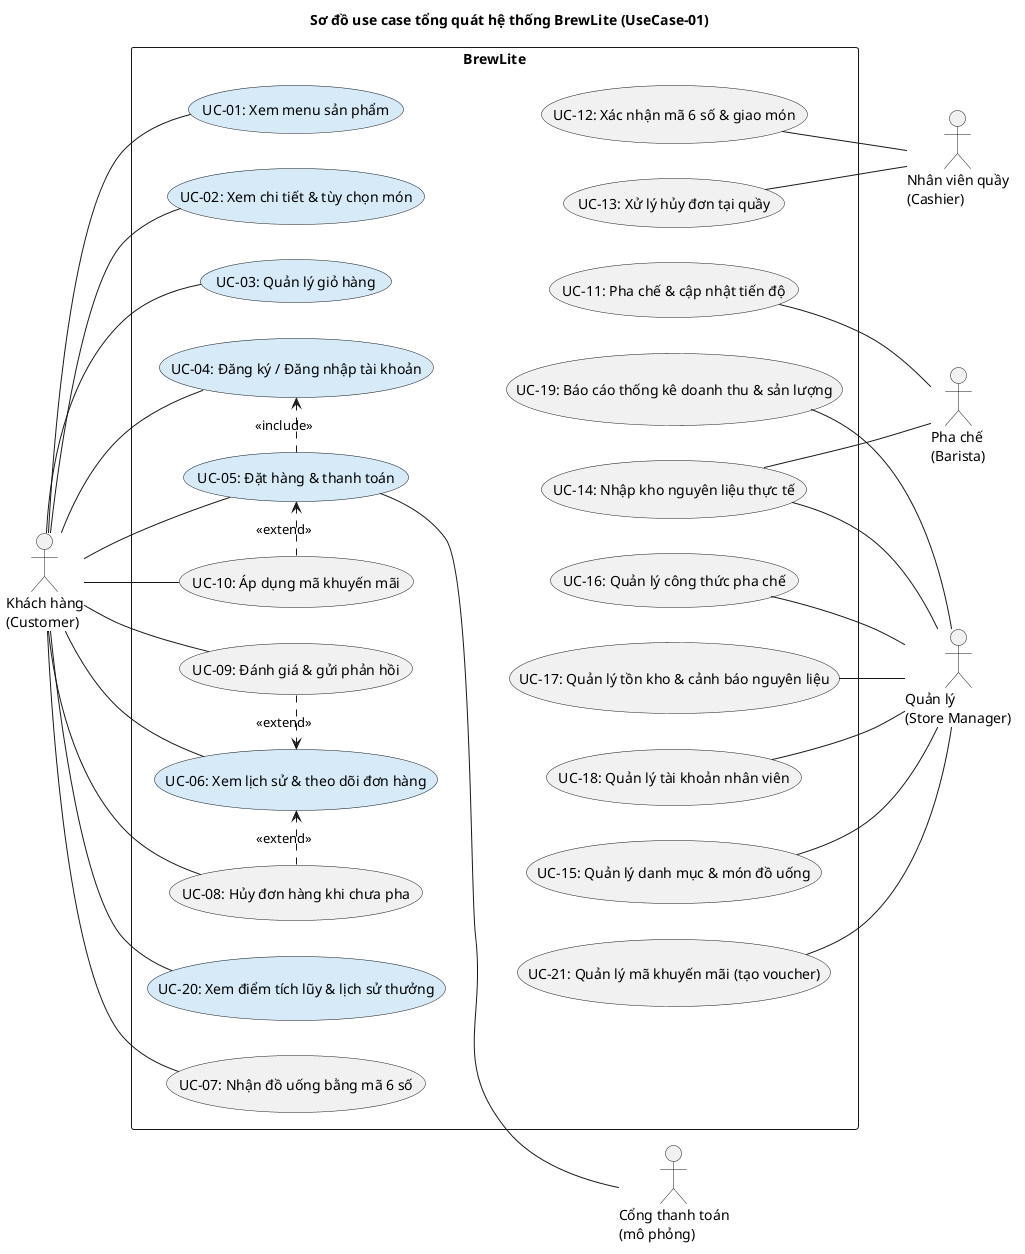 Sơ đồ use case tổng quát hệ thống BrewLite (UseCase-01)
BrewLite
UC-01: Xem menu sản phẩm
UC-02: Xem chi tiết & tùy chọn món
UC-03: Quản lý giỏ hàng
UC-04: Đăng ký / Đăng nhập tài khoản
«include»
UC-05: Đặt hàng & thanh toán
«extend»
UC-10: Áp dụng mã khuyến mãi
UC-09: Đánh giá & gửi phản hồi
«extend»
UC-06: Xem lịch sử & theo dõi đơn hàng
«extend»
UC-08: Hủy đơn hàng khi chưa pha
UC-20: Xem điểm tích lũy & lịch sử thưởng
UC-07: Nhận đồ uống bằng mã 6 số
Khách hàng
(Customer)
UC-12: Xác nhận mã 6 số & giao món
UC-13: Xử lý hủy đơn tại quầy
UC-11: Pha chế & cập nhật tiến độ
UC-19: Báo cáo thống kê doanh thu & sản lượng
UC-14: Nhập kho nguyên liệu thực tế
UC-16: Quản lý công thức pha chế
UC-17: Quản lý tồn kho & cảnh báo nguyên liệu
UC-18: Quản lý tài khoản nhân viên
UC-15: Quản lý danh mục & món đồ uống
UC-21: Quản lý mã khuyến mãi (tạo voucher)
Nhân viên quầy
(Cashier)
Pha chế
(Barista)
Quản lý
(Store Manager)
Cổng thanh toán
(mô phỏng)